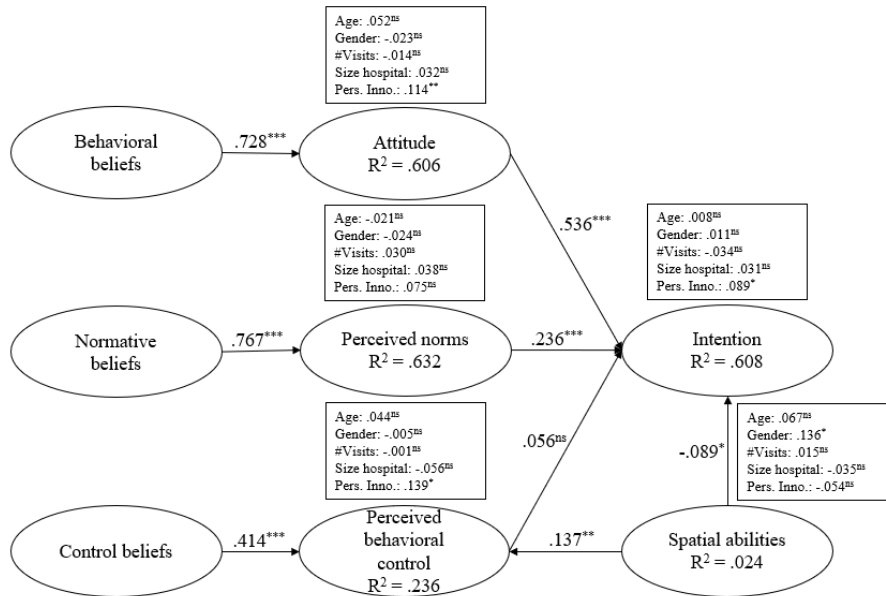 Age: .052ns
Gender: -.023ns
#Visits: -.014ns
Size hospital: .032ns
Pers. Inno.: .114**
Behavioral
beliefs
.728***
Attitude
R² = .606
.536***
Age: -.021ns
Gender: -.024ns
#Visits: .030ns
Size hospital: .038ns
Pers. Inno.: .075ns
Age: .008ns
Gender: .011ns
#Visits: -.034ns
Size hospital: .031ns
Pers. Inno.: .089*
Normative
beliefs
.767***
Perceived norms
R² = .632
.236***
Intention
R² = .608
Age: .044ns
Gender: -.005ns
#Visits: -.001ns
Size hospital: -.056ns
Pers. Inno.: .139*
.056ns
-.089*
Age: .067ns
Gender: .136*
#Visits: .015ns
Size hospital: -.035ns
Pers. Inno.: -.054ns
Control beliefs
.414***
Perceived
behavioral
control
R² = .236
.137**
Spatial abilities
R² = .024